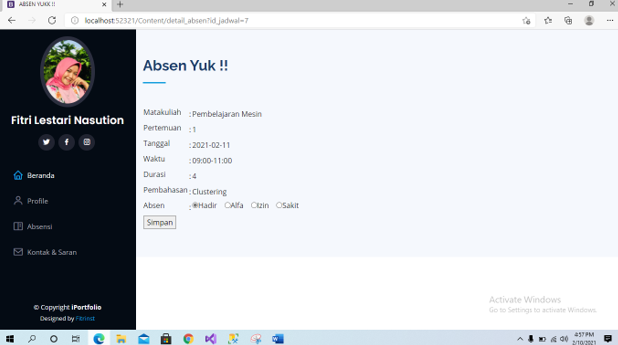 ABSEN YUKK !!
localhost:52321/Content/detail_absen?id_jadwal=7
Fitri Lestari Nasution
Beranda
Profile
Absensi
Kontak & Saran
© Copyright iPortfolio
Designed by Fitrinst
Absen Yuk !!
Matakuliah : Pembelajaran Mesin
Pertemuan : 1
Tanggal : 2021-02-11
Waktu : 09:00-11:00
Durasi : 4
Pembahasan : Clustering
Absen : Hadir Alfa Izin Sakit
Simpan
Activate Windows
Go to Settings to activate Windows.
4:57 PM
2/10/2021